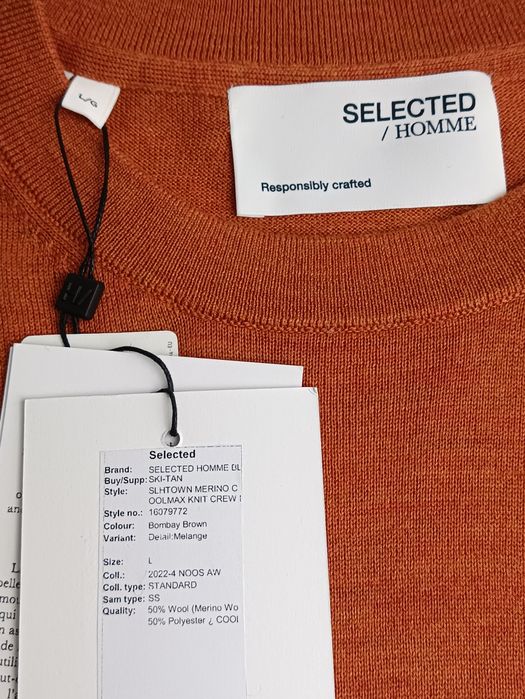 L/G
SELECTED
/ HOMME
Responsibly crafted
Selected
Brand: SELECTED HOMME BL
Buy/Supp: SKI-TAN
Style: SLHTOWN MERINO C
OOLMAX KNIT CREW
Style no.: 16079772
Colour: Bombay Brown
Variant: Detail:Melange
Size: L
Coll.: 2022-4 NOOS AW
Coll. type: STANDARD
Sam type: SS
Quality: 50% Wool (Merino Wo
50% Polyester ¿ COOL